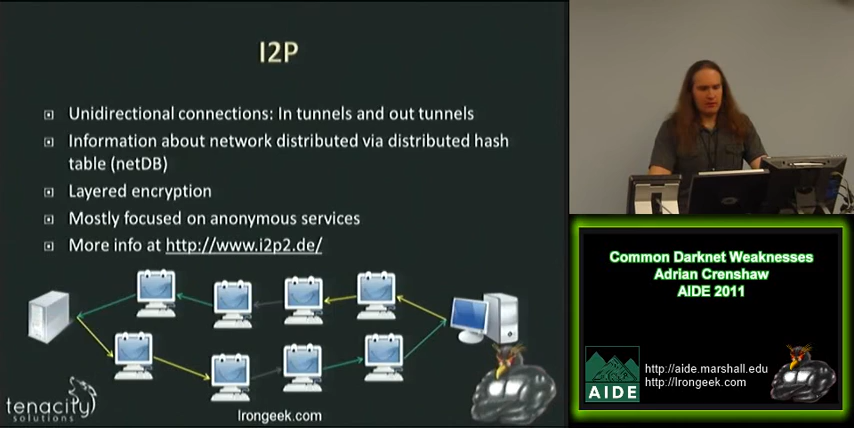 I2P
Unidirectional connections: In tunnels and out tunnels
Information about network distributed via distributed hash
table (netDB)
Layered encryption
Mostly focused on anonymous services
More info at http://www.i2p2.de/
tenacity
solutions
Irongeek.com
Common Darknet Weaknesses
Adrian Crenshaw
AIDE 2011
AIDE
http://aide.marshall.edu
http://Irongeek.com